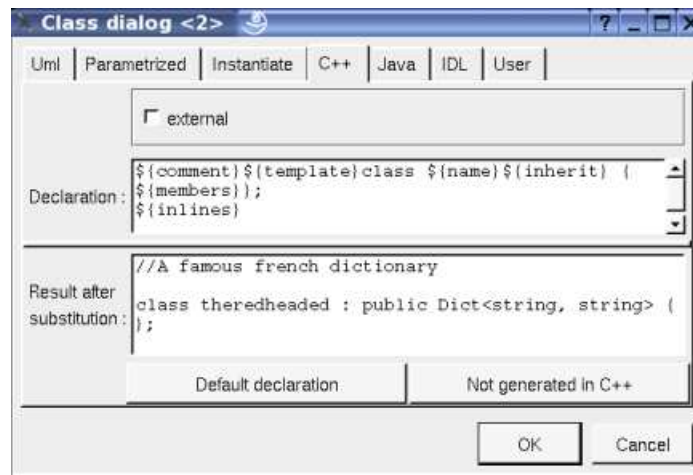 Class dialog <2>
Uml Parametrized Instantiate C++ Java IDL User
external
Declaration :
${comment}${template}class ${name}${inherit} {
${members}};
${inlines}
Result after
substitution :
//A famous french dictionary
class theredheaded : public Dict<string, string> {
};
Default declaration Not generated in C++
OK Cancel